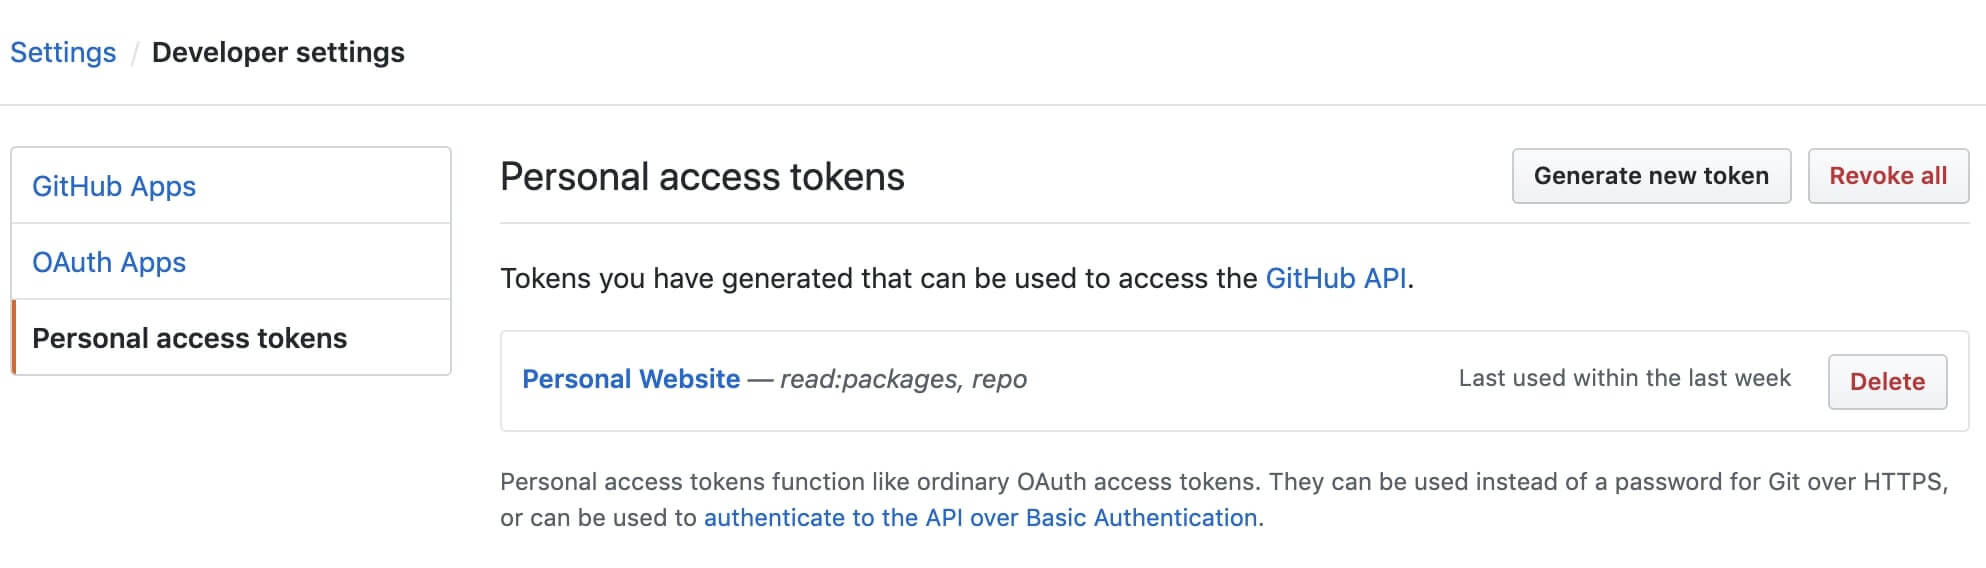 Settings / Developer settings
GitHub Apps
OAuth Apps
Personal access tokens
Personal access tokens
Generate new token
Revoke all
Tokens you have generated that can be used to access the GitHub API.
Personal Website — read:packages, repo
Last used within the last week
Delete
Personal access tokens function like ordinary OAuth access tokens. They can be used instead of a password for Git over HTTPS,
or can be used to authenticate to the API over Basic Authentication.